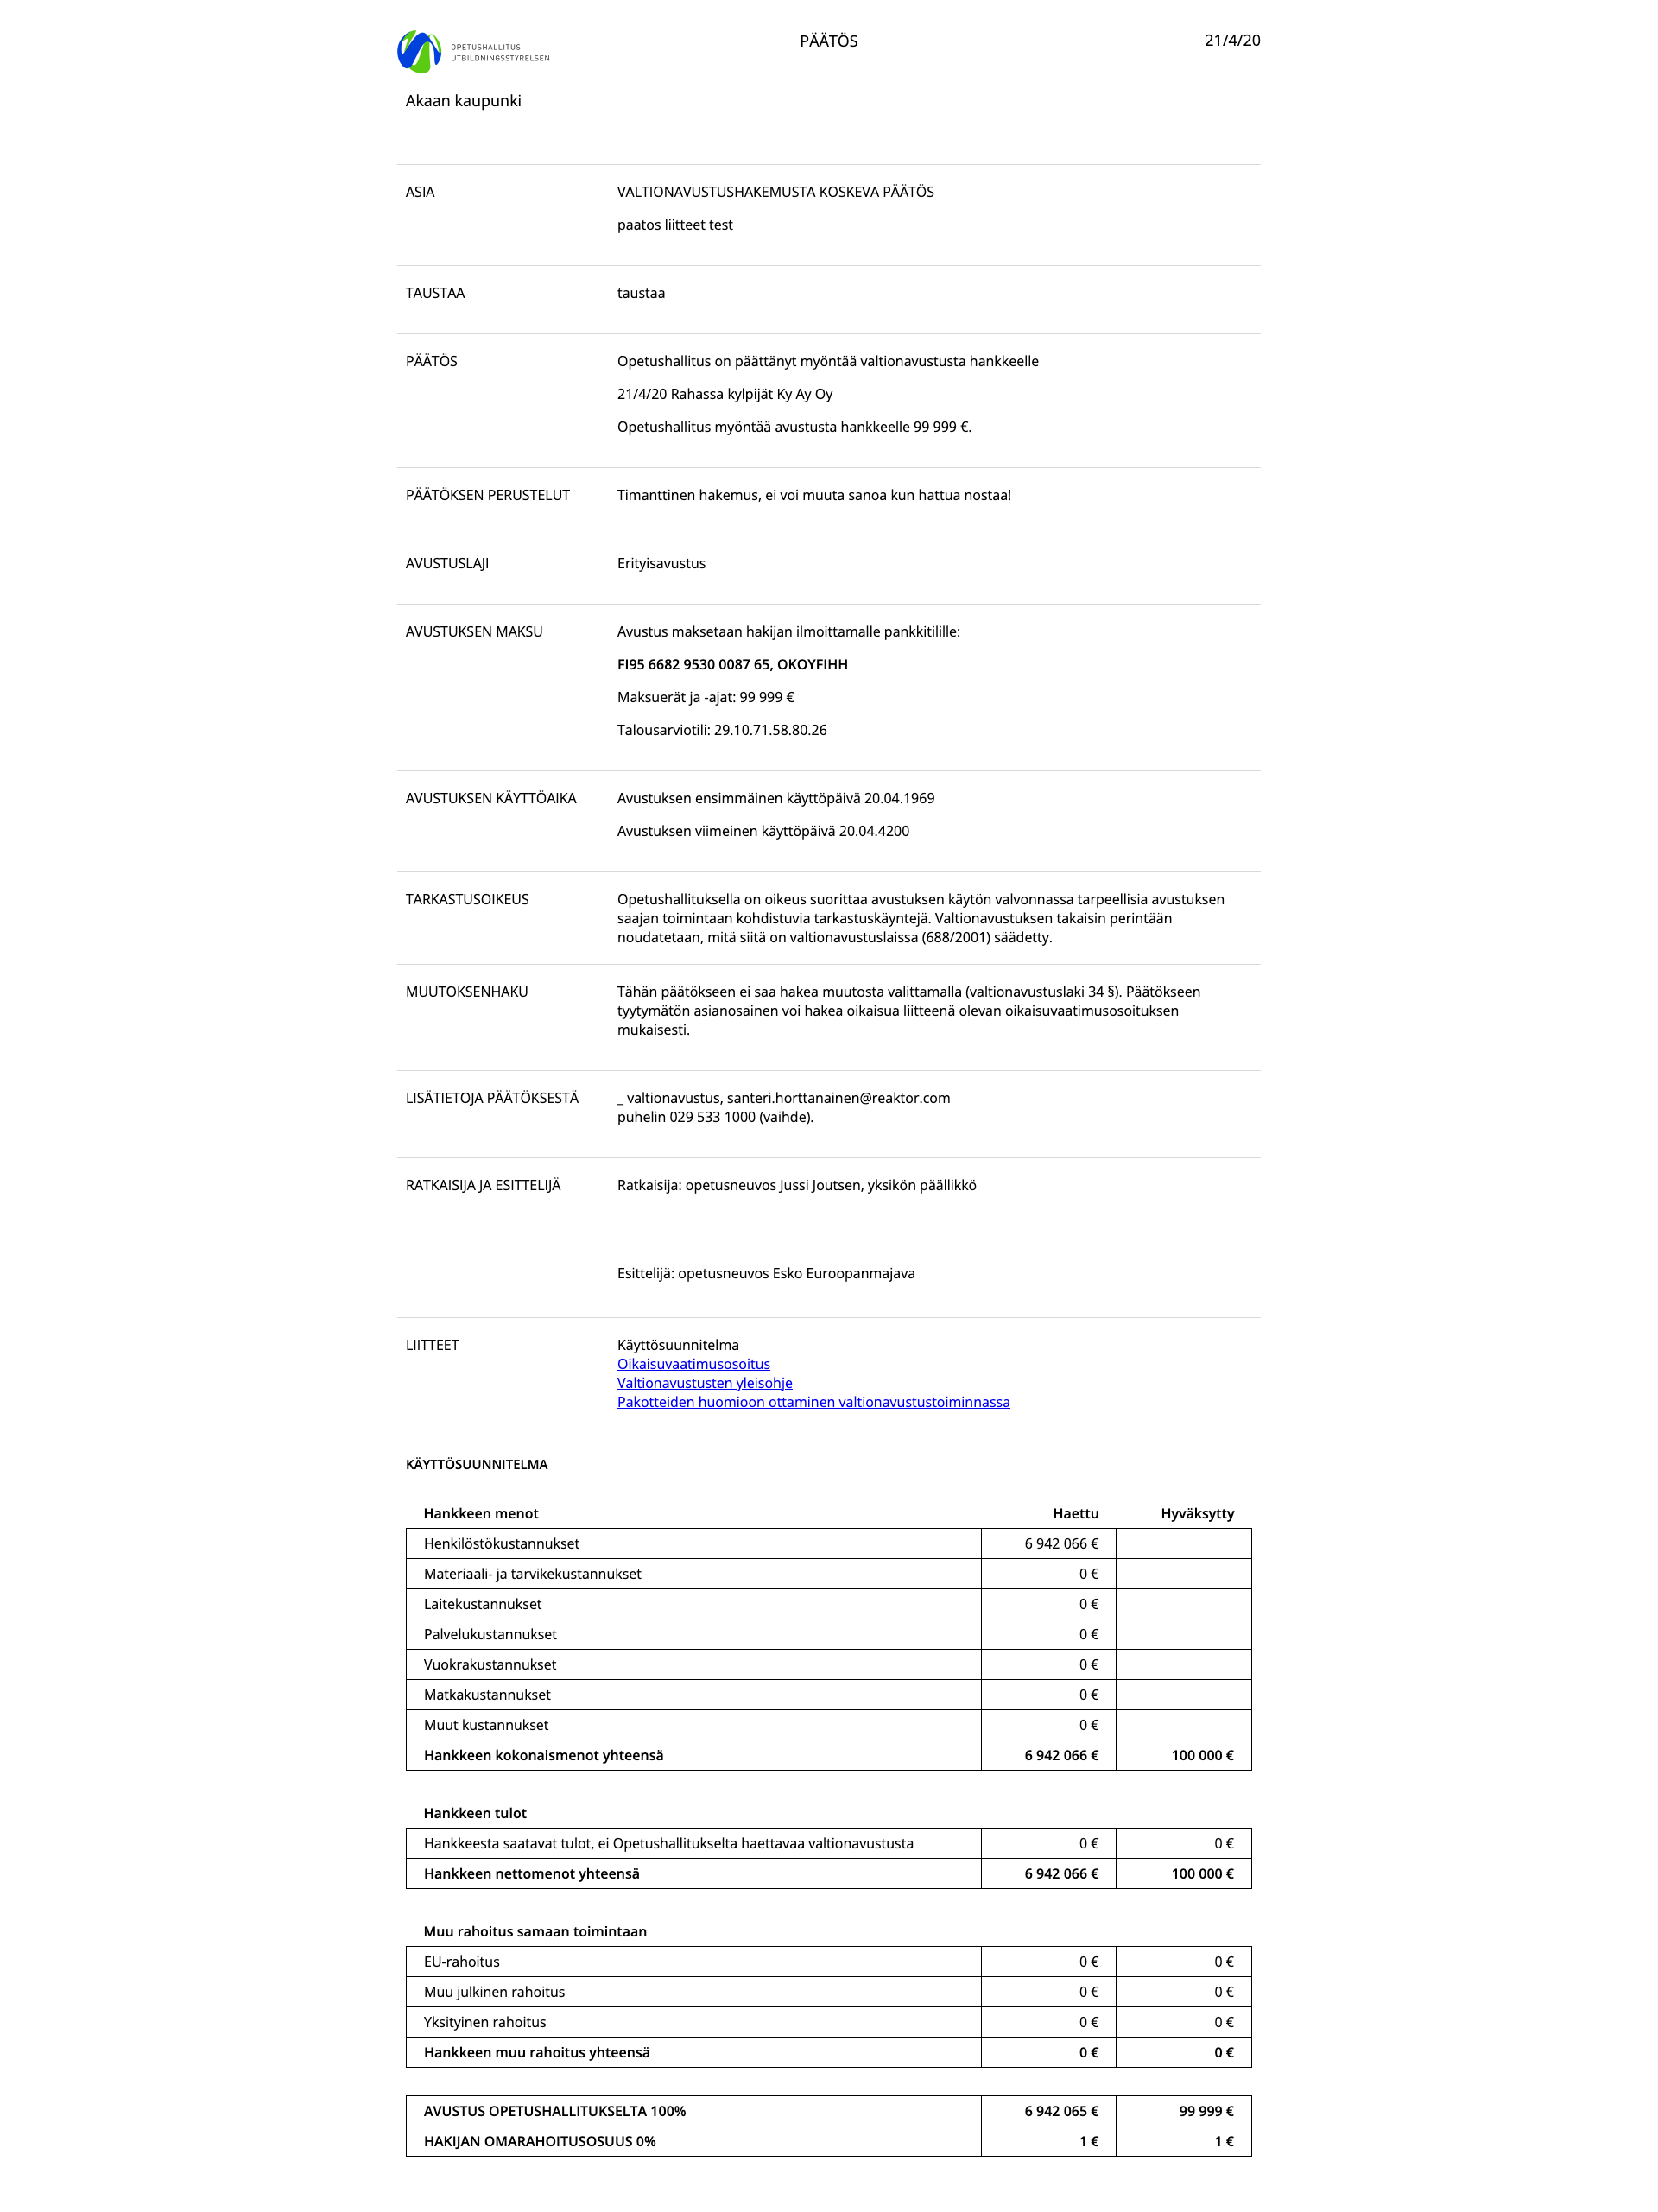 OPETUSHALLITUS
UTBILDNINGSSTYRELSEN
PÄÄTÖS
21/4/20
Akaan kaupunki
ASIA
VALTIONAVUSTUSHAKEMUSTA KOSKEVA PÄÄTÖS
paatos liitteet test
TAUSTAA
taustaa
PÄÄTÖS
Opetushallitus on päättänyt myöntää valtionavustusta hankkeelle
21/4/20 Rahassa kylpijät Ky Ay Oy
Opetushallitus myöntää avustusta hankkeelle 99 999 €.
PÄÄTÖKSEN PERUSTELUT
Timanttinen hakemus, ei voi muuta sanoa kun hattua nostaa!
AVUSTUSLAJI
Erityisavustus
AVUSTUKSEN MAKSU
Avustus maksetaan hakijan ilmoittamalle pankkitilille:
FI95 6682 9530 0087 65, OKOYFIHH
Maksuerät ja -ajat: 99 999 €
Talousarviotili: 29.10.71.58.80.26
AVUSTUKSEN KÄYTTÖAIKA
Avustuksen ensimmäinen käyttöpäivä 20.04.1969
Avustuksen viimeinen käyttöpäivä 20.04.4200
TARKASTUSOIKEUS
Opetushallituksella on oikeus suorittaa avustuksen käytön valvonnassa tarpeellisia avustuksen
saajan toimintaan kohdistuvia tarkastuskäyntejä. Valtionavustuksen takaisin perintään
noudatetaan, mitä siitä on valtionavustuslaissa (688/2001) säädetty.
MUUTOKSENHAKU
Tähän päätökseen ei saa hakea muutosta valittamalla (valtionavustuslaki 34 §). Päätökseen
tyytymätön asianosainen voi hakea oikaisua liitteenä olevan oikaisuvaatimusosoituksen
mukaisesti.
LISÄTIETOJA PÄÄTÖKSESTÄ
_ valtionavustus, santeri.horttanainen@reaktor.com
puhelin 029 533 1000 (vaihde).
RATKAISIJA JA ESITTELIJÄ
Ratkaisija: opetusneuvos Jussi Joutsen, yksikön päällikkö
Esittelijä: opetusneuvos Esko Euroopanmajava
LIITTEET
Käyttösuunnitelma
Oikaisuvaatimusosoitus
Valtionavustusten yleisohje
Pakotteiden huomioon ottaminen valtionavustustoiminnassa
KÄYTTÖSUUNNITELMA
Hankkeen menot Haettu Hyväksytty
Henkilöstökustannukset 6 942 066 €
Materiaali- ja tarvikekustannukset 0 €
Laitekustannukset 0 €
Palvelukustannukset 0 €
Vuokrakustannukset 0 €
Matkakustannukset 0 €
Muut kustannukset 0 €
Hankkeen kokonaismenot yhteensä 6 942 066 € 100 000 €
Hankkeen tulot
Hankkeesta saatavat tulot, ei Opetushallitukselta haettavaa valtionavustusta 0 € 0 €
Hankkeen nettomenot yhteensä 6 942 066 € 100 000 €
Muu rahoitus samaan toimintaan
EU-rahoitus 0 € 0 €
Muu julkinen rahoitus 0 € 0 €
Yksityinen rahoitus 0 € 0 €
Hankkeen muu rahoitus yhteensä 0 € 0 €
AVUSTUS OPETUSHALLITUKSELTA 100% 6 942 065 € 99 999 €
HAKIJAN OMARAHOITUSOSUUS 0% 1 € 1 €